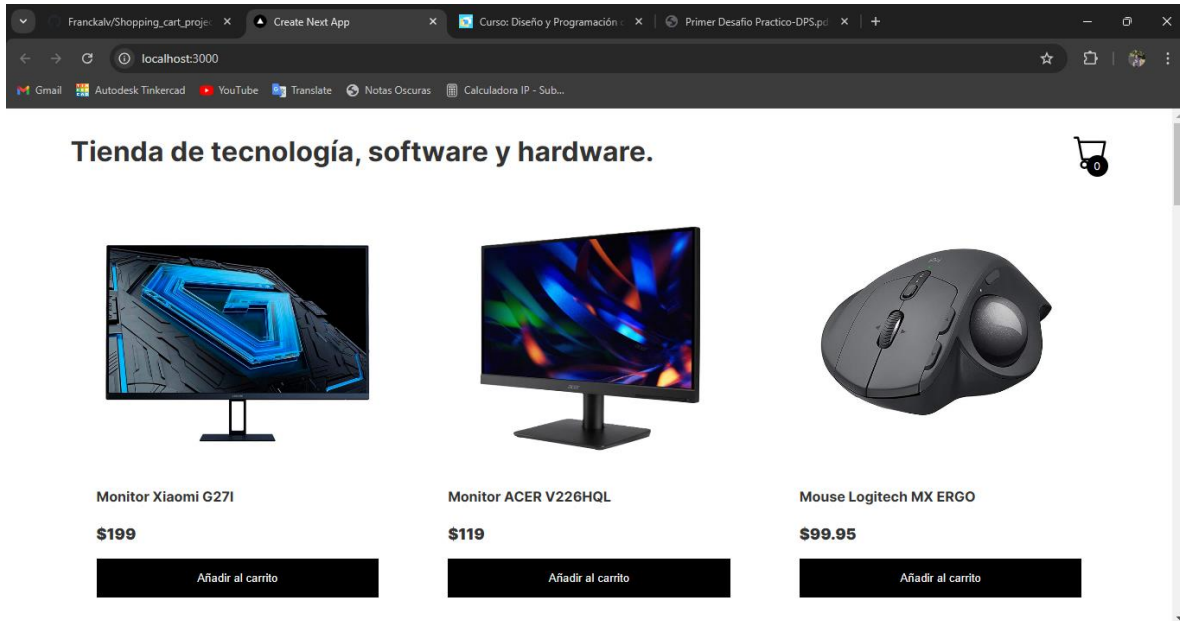 Franckalv/Shopping_cart_projec
Create Next App
Curso: Diseño y Programación
Primer Desafio Practico-DPS.pd
localhost:3000
Gmail
Autodesk Tinkercad
YouTube
Translate
Notas Oscuras
Calculadora IP - Sub...
Tienda de tecnología, software y hardware.
0
Monitor Xiaomi G27I
Monitor ACER V226HQL
Mouse Logitech MX ERGO
$199
$119
$99.95
Añadir al carrito
Añadir al carrito
Añadir al carrito